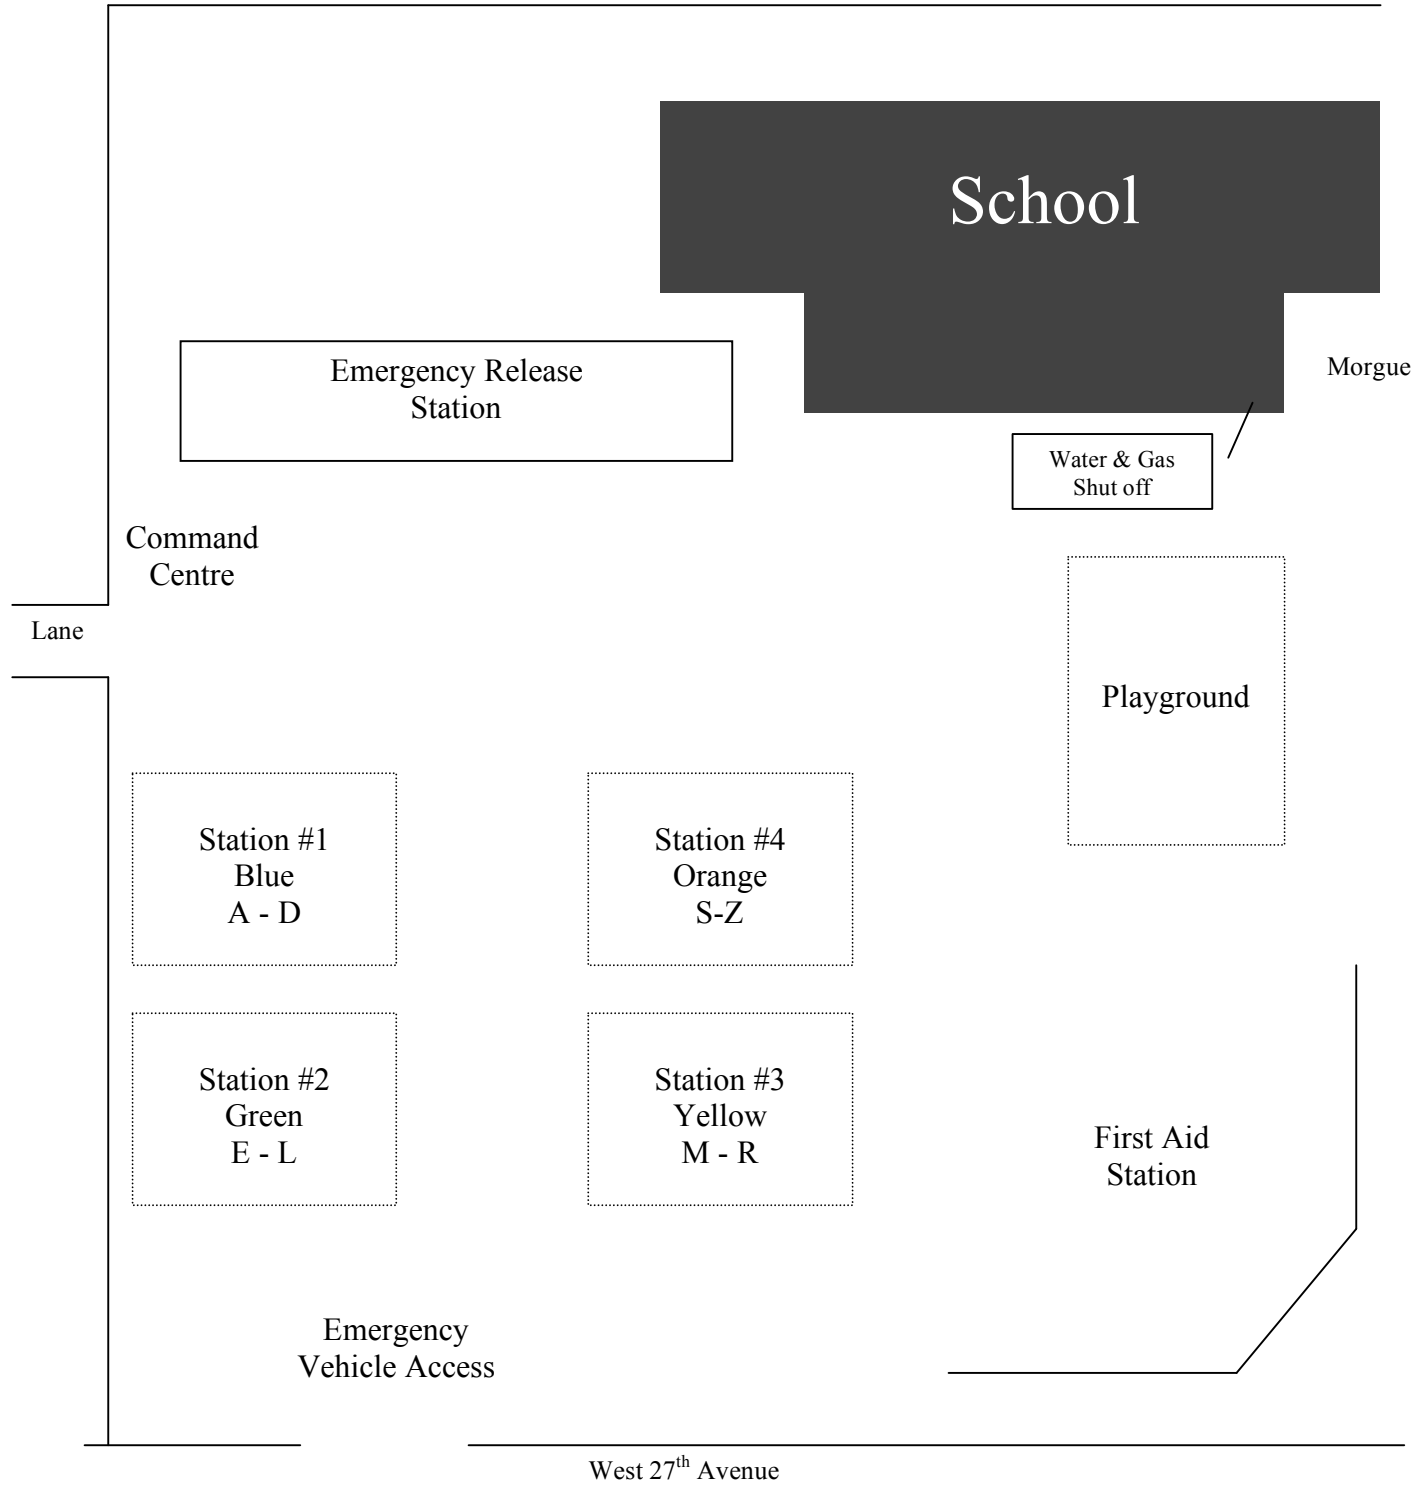 School
Emergency Release
Station
Morgue
Water & Gas
Shut off
Command
Centre
Lane
Playground
Station #1
Blue
A - D
Station #4
Orange
S-Z
Station #2
Green
E - L
Station #3
Yellow
M - R
First Aid
Station
Emergency
Vehicle Access
West 27th Avenue